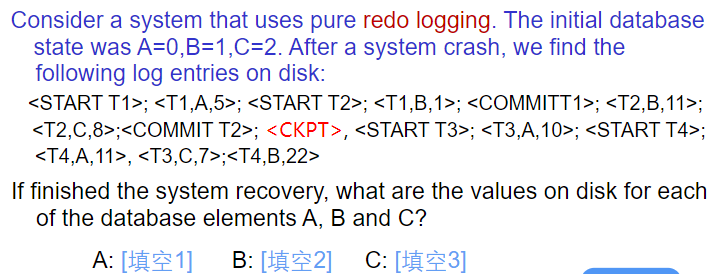 Consider a system that uses pure redo logging. The initial database
state was A=0,B=1,C=2. After a system crash, we find the
following log entries on disk:
<START T1>; <T1,A,5>; <START T2>; <T1,B,1>; <COMMITT1>; <T2,B,11>;
<T2,C,8>;<COMMIT T2>; <CKPT>, <START T3>; <T3,A,10>; <START T4>;
<T4,A,11>, <T3,C,7>;<T4,B,22>
If finished the system recovery, what are the values on disk for each
of the database elements A, B and C?
A: [填空1] B: [填空2] C: [填空3]